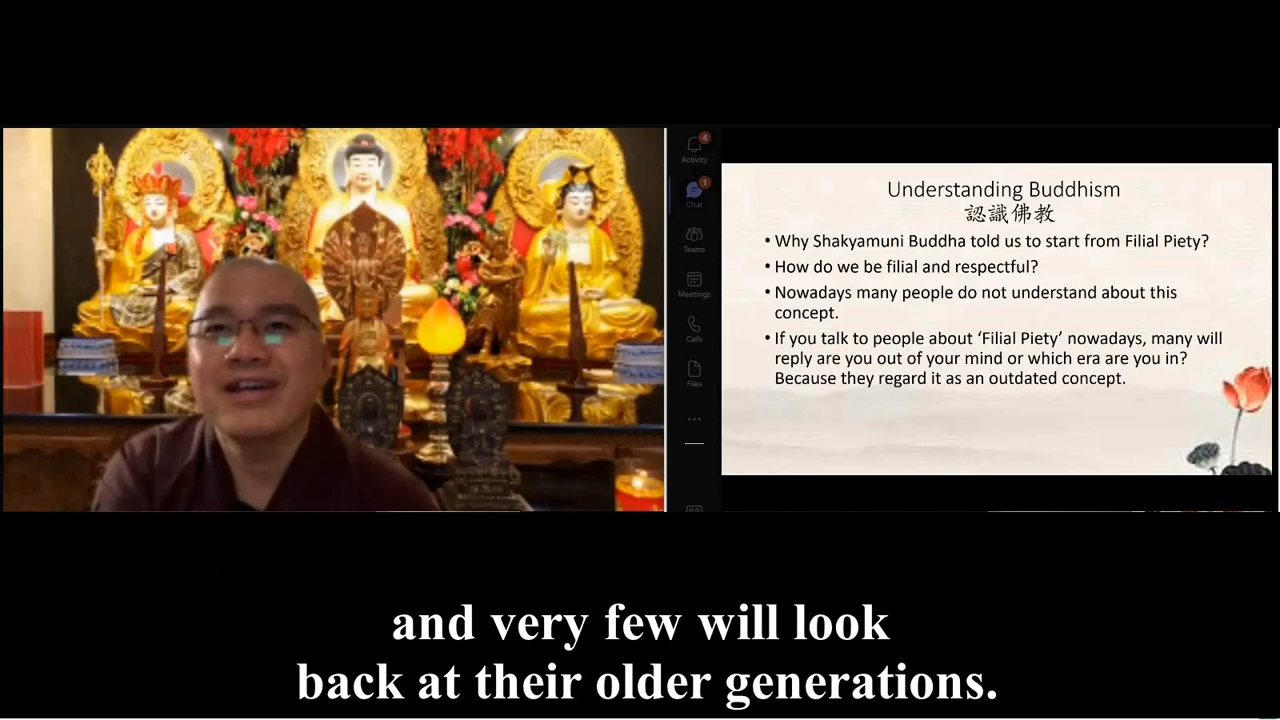 Activity
4
Chat
1
Teams
Meetings
Calls
Files
Understanding Buddhism
認識佛教
• Why Shakyamuni Buddha told us to start from Filial Piety?
• How do we be filial and respectful?
• Nowadays many people do not understand about this
concept.
• If you talk to people about ‘Filial Piety’ nowadays, many will
reply are you out of your mind or which era are you in?
Because they regard it as an outdated concept.
and very few will look
back at their older generations.